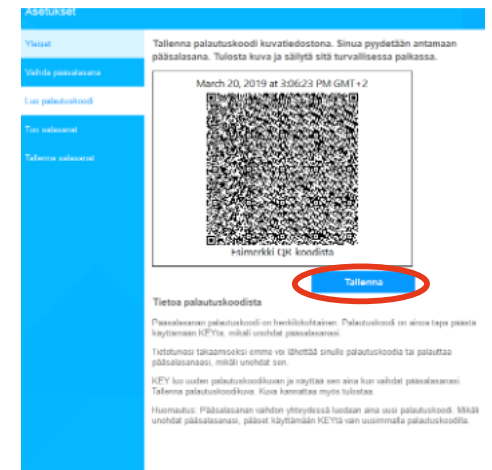 Asetukset
Yleiset
Vaihda pääsalasana
Luo palautuskoodi
Tuo salasanat
Tallenna salasanat
Tallenna palautuskoodi kuvatiedostona. Sinua pyydetään antamaan
pääsalasana. Tulosta kuva ja säilytä sitä turvallisessa paikassa.
March 20, 2019 at 3:06:23 PM GMT+2
Esimerkki QR koodista
Tallenna
Tietoa palautuskoodista
Pääsalasanan palautuskoodi on henkilökohtainen. Palautuskoodi on ainoa tapa päästä
käyttämään KEYtä, mikäli unohdat pääsalasanasi.
Tietoturvasi takaamiseksi emme voi lähettää sinulle palautuskoodia tai palauttaa
pääsalasanaasi, mikäli unohdat sen.
KEY luo uuden palautuskoodikuvan ja näyttää sen aina kun vaihdat pääsalasanasi.
Tallenna palautuskoodikuva. Kuva kannattaa myös tulostaa.
Huomautus: Pääsalasanan vaihdon yhteydessä luodaan aina uusi palautuskoodi. Mikäli
unohdat pääsalasanasi, pääset käyttämään KEYtä vain uusimmalla palautuskoodilla.